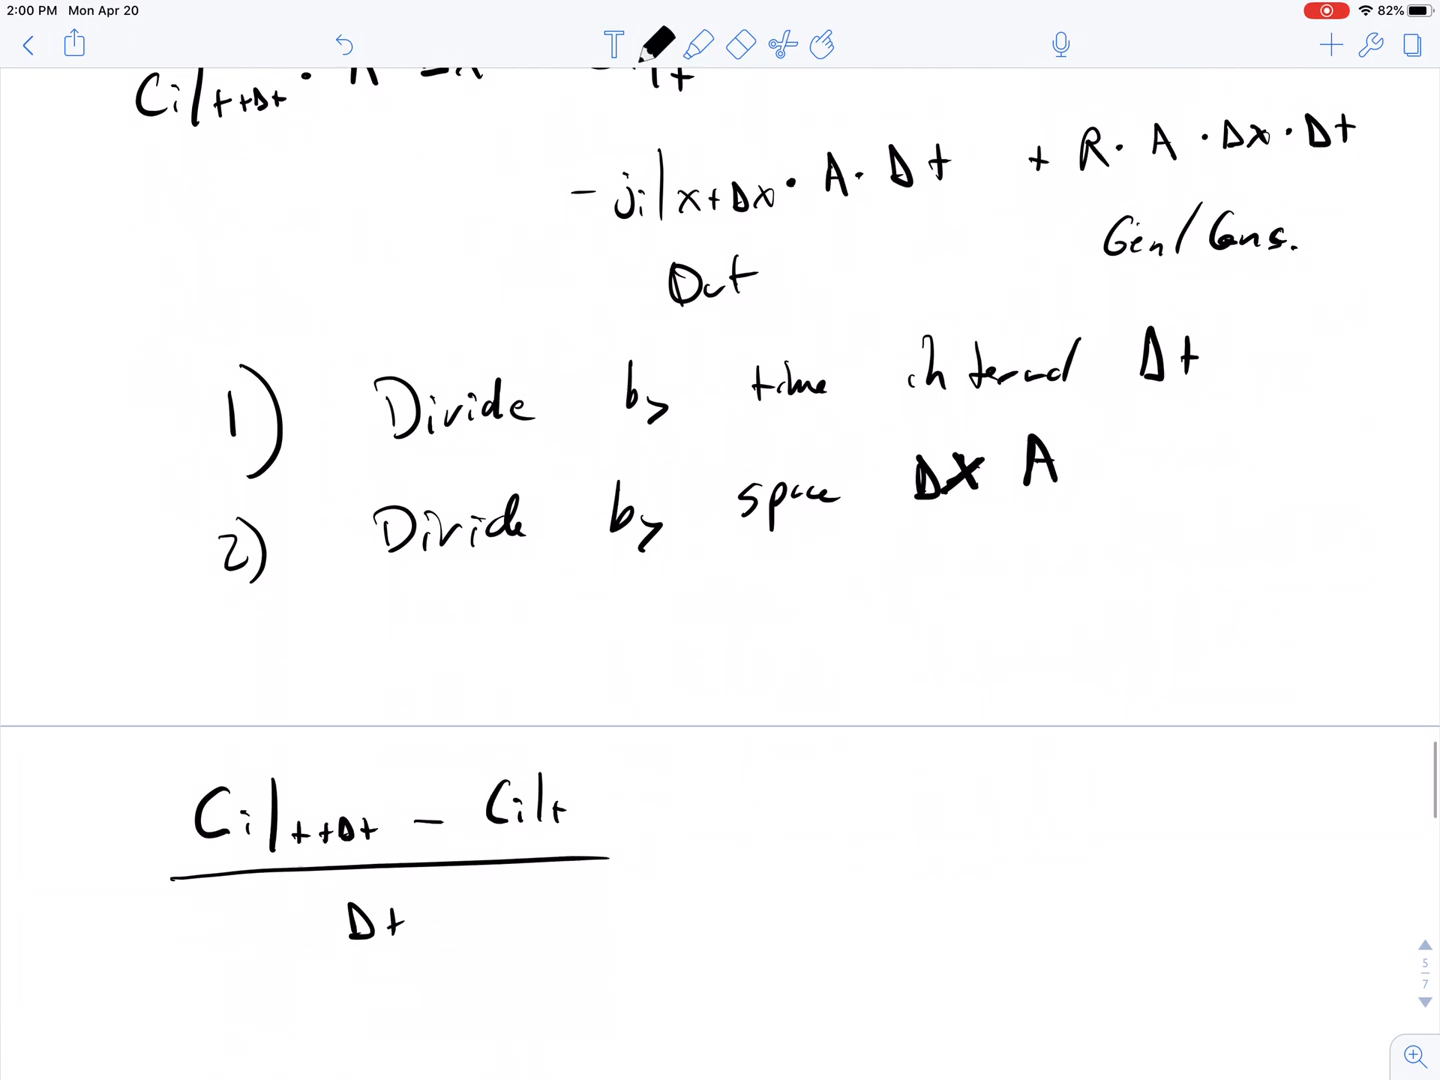 2:00 PM Mon Apr 20
82%
T
Ci|t+Δt ·
- ji|x+Δx · A · Δt + R · A · Δx · Δt
Out
Gen/Cons.
1) Divide by time interval Δt
2) Divide by space Δx A
Ci|t+Δt - Ci|t
Δt
5
7